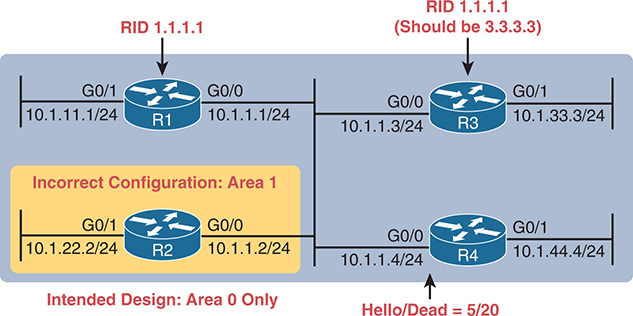 RID 1.1.1.1
RID 1.1.1.1
(Should be 3.3.3.3)
G0/1
G0/0
10.1.11.1/24
R1
10.1.1.1/24
G0/0
G0/1
10.1.1.3/24
R3
10.1.33.3/24
Incorrect Configuration: Area 1
G0/1
G0/0
10.1.22.2/24
R2
10.1.1.2/24
G0/0
G0/1
10.1.1.4/24
R4
10.1.44.4/24
Intended Design: Area 0 Only
Hello/Dead = 5/20